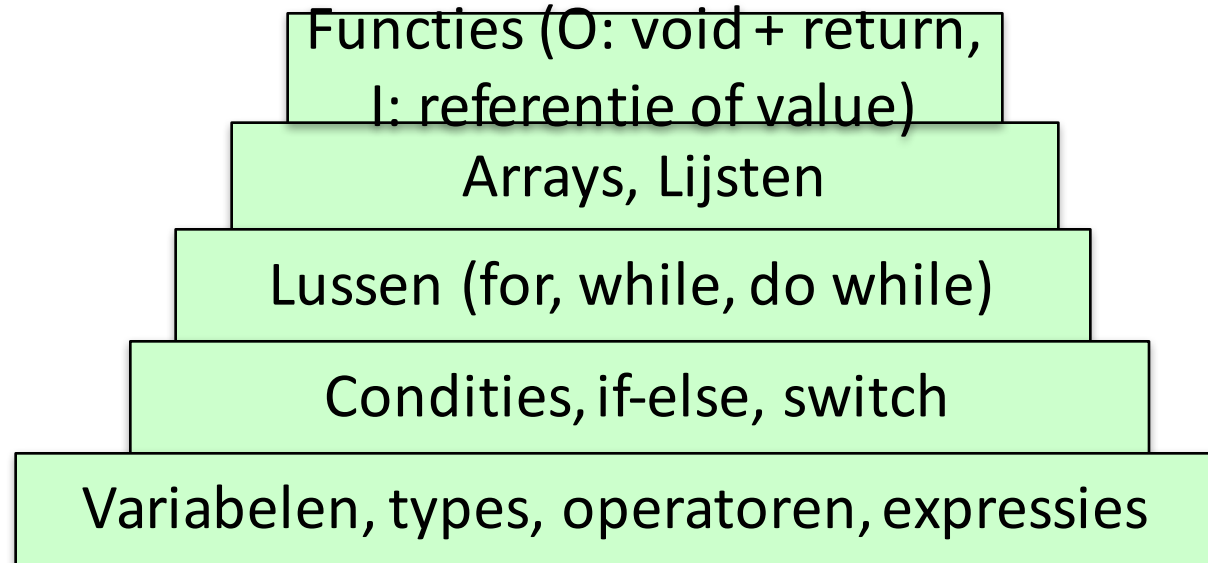 Functies (O: void + return,
I: referentie of value)
Arrays, Lijsten
Lussen (for, while, do while)
Condities, if-else, switch
Variabelen, types, operatoren, expressies